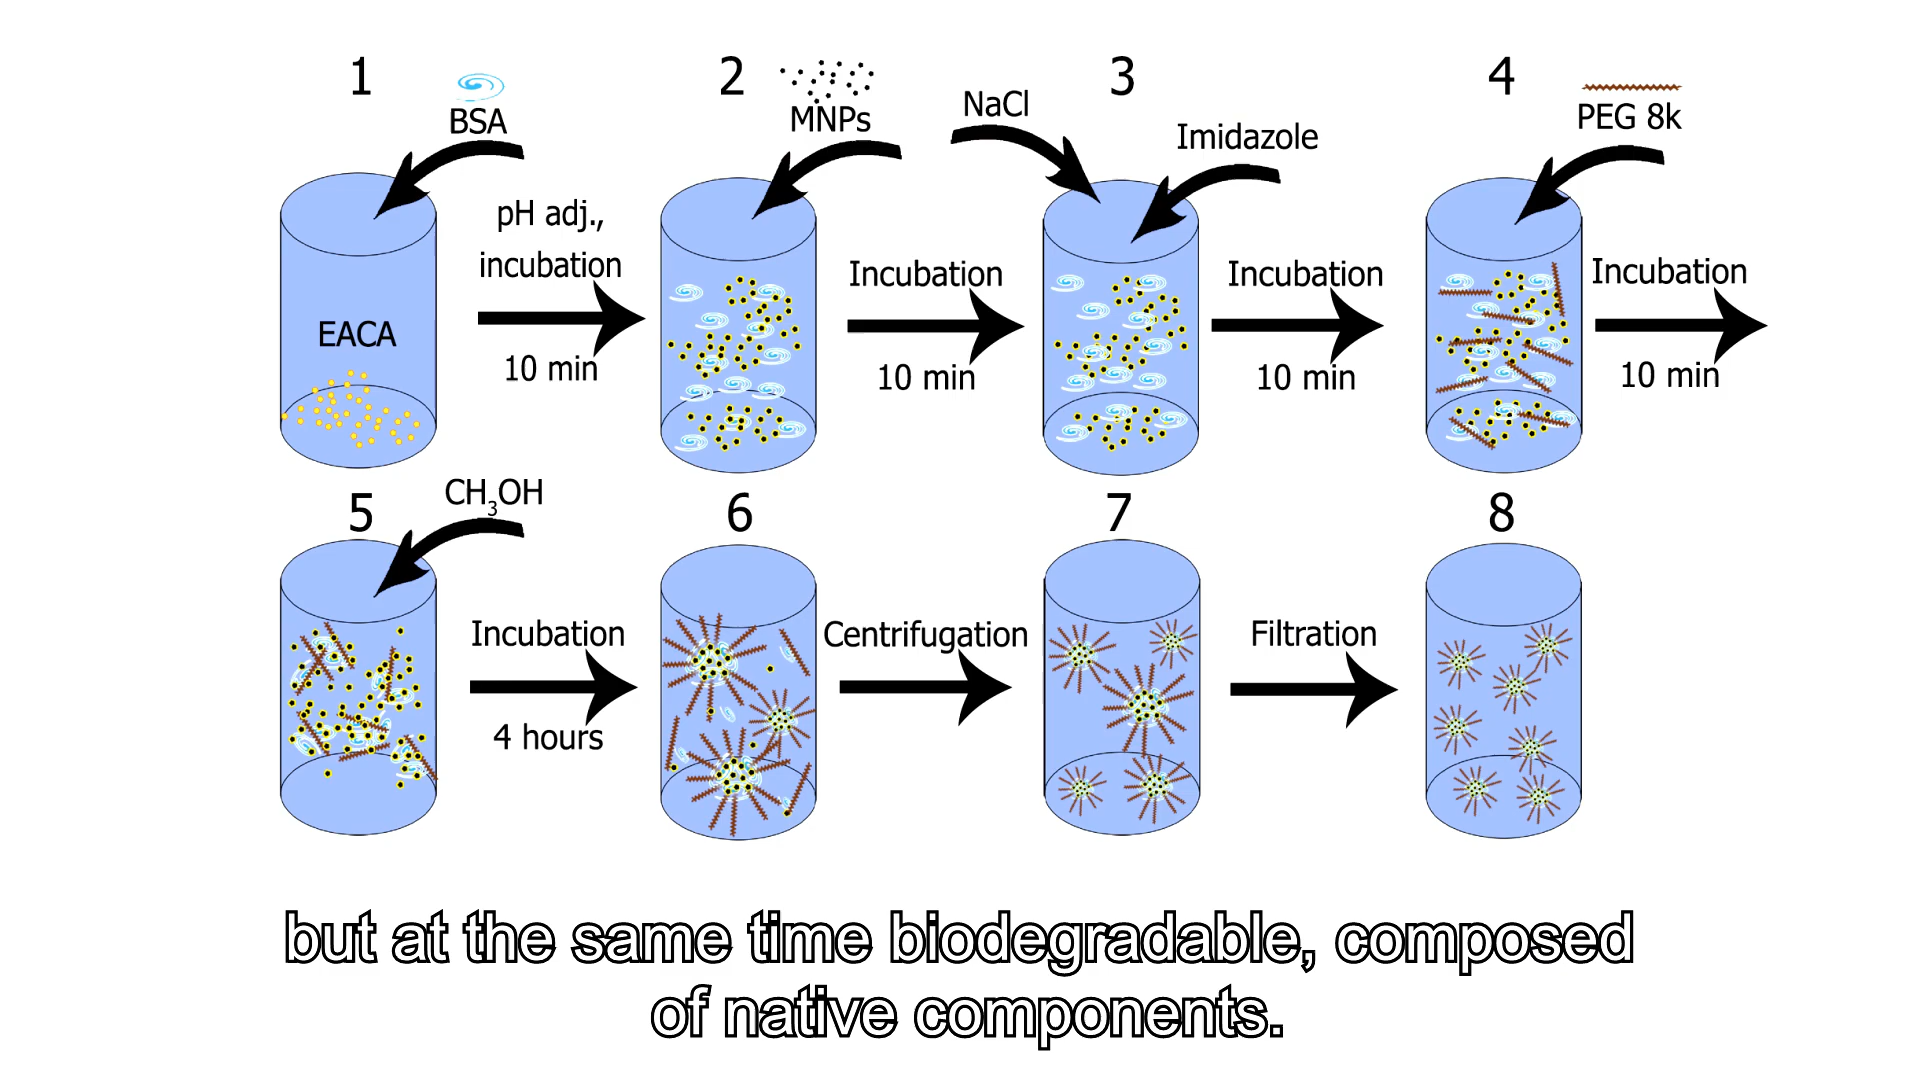 1
BSA
EACA
pH adj.,
incubation
10 min
2
MNPs
Incubation
10 min
3
NaCl
Imidazole
Incubation
10 min
4
PEG 8k
Incubation
10 min
5
CH₃OH
Incubation
4 hours
6
Centrifugation
7
Filtration
8
but at the same time biodegradable, composed
of native components.